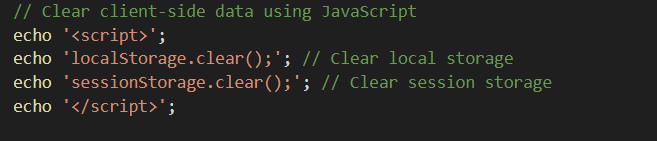 // Clear client-side data using JavaScript
echo '<script>';
echo 'localStorage.clear();'; // Clear local storage
echo 'sessionStorage.clear();'; // Clear session storage
echo '</script>';